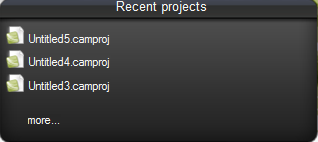 Recent projects
Untitled5.camproj
Untitled4.camproj
Untitled3.camproj
more...